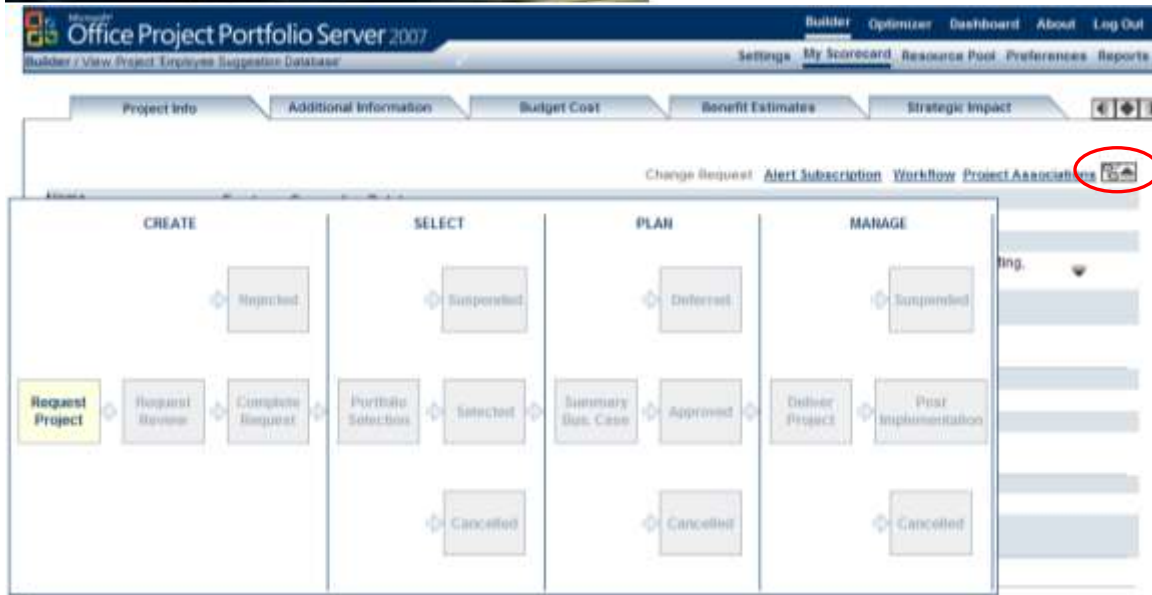 Microsoft
Office Project Portfolio Server 2007
Builder Optimizer Dashboard About Log Out
Builder / View Project 'Employee Suggestion Database'
Settings My Scorecard Resource Pool Preferences Reports
Project Info Additional Information Budget Cost Benefit Estimates Strategic Impact
Change Request Alert Subscription Workflow Project Associations
Name
CREATE SELECT PLAN MANAGE
ting.
Rejected Suspended Deferred Suspended
Request Project Request Review Complete Request Portfolio Selection Selected Summary Bus. Case Approved Deliver Project Post Implementation
Cancelled Cancelled Cancelled